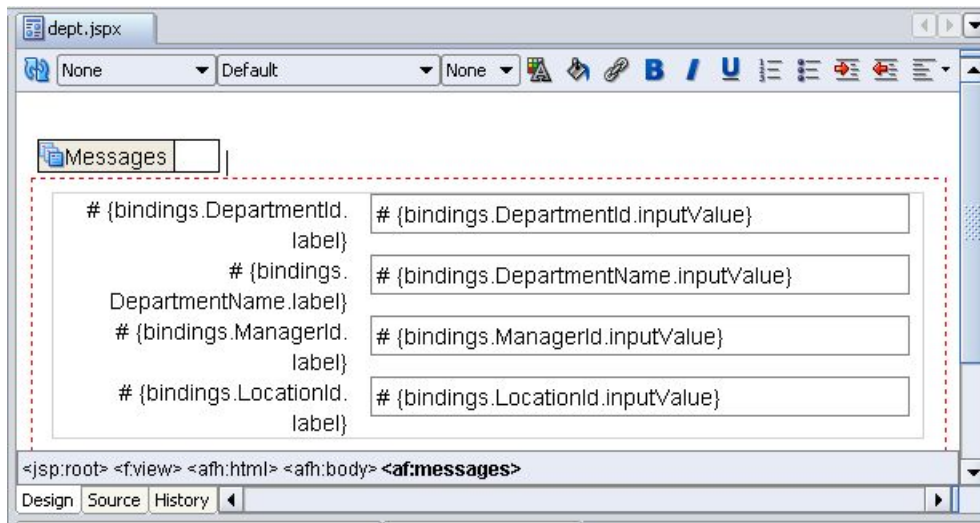 dept.jspx
None Default None B I U
Messages
# {bindings.DepartmentId.
label}
# {bindings.DepartmentId.inputValue}
# {bindings.
DepartmentName.label}
# {bindings.DepartmentName.inputValue}
# {bindings.ManagerId.
label}
# {bindings.ManagerId.inputValue}
# {bindings.LocationId.
label}
# {bindings.LocationId.inputValue}
<jsp:root> <f:view> <afh:html> <afh:body> <af:messages>
Design Source History